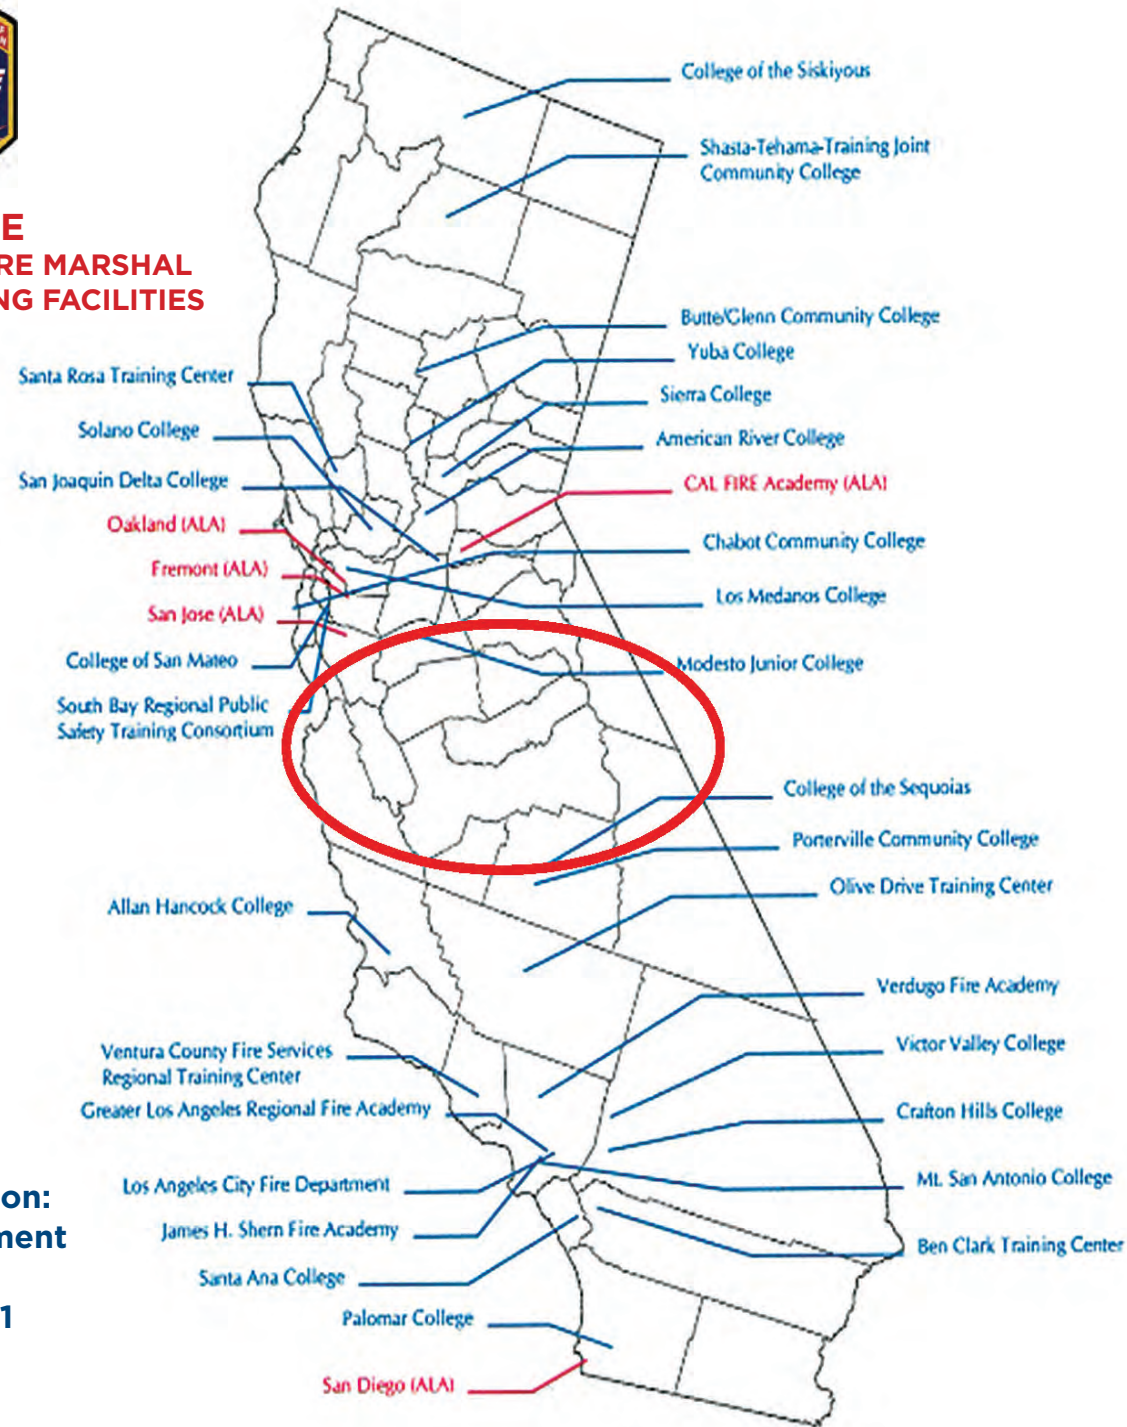 E
RE MARSHAL
NG FACILITIES
College of the Siskiyous
Shasta-Tehama-Training Joint
Community College
Butte/Glenn Community College
Yuba College
Sierra College
American River College
CAL FIRE Academy (ALA)
Chabot Community College
Los Medanos College
Modesto Junior College
Santa Rosa Training Center
Solano College
San Joaquin Delta College
Oakland (ALA)
Fremont (ALA)
San Jose (ALA)
College of San Mateo
South Bay Regional Public
Safety Training Consortium
College of the Sequoias
Porterville Community College
Olive Drive Training Center
Allan Hancock College
Verdugo Fire Academy
Victor Valley College
Crafton Hills College
Mt. San Antonio College
Ben Clark Training Center
Ventura County Fire Services
Regional Training Center
Greater Los Angeles Regional Fire Academy
Los Angeles City Fire Department
James H. Shern Fire Academy
Santa Ana College
Palomar College
San Diego (ALA)
on:
ment
1